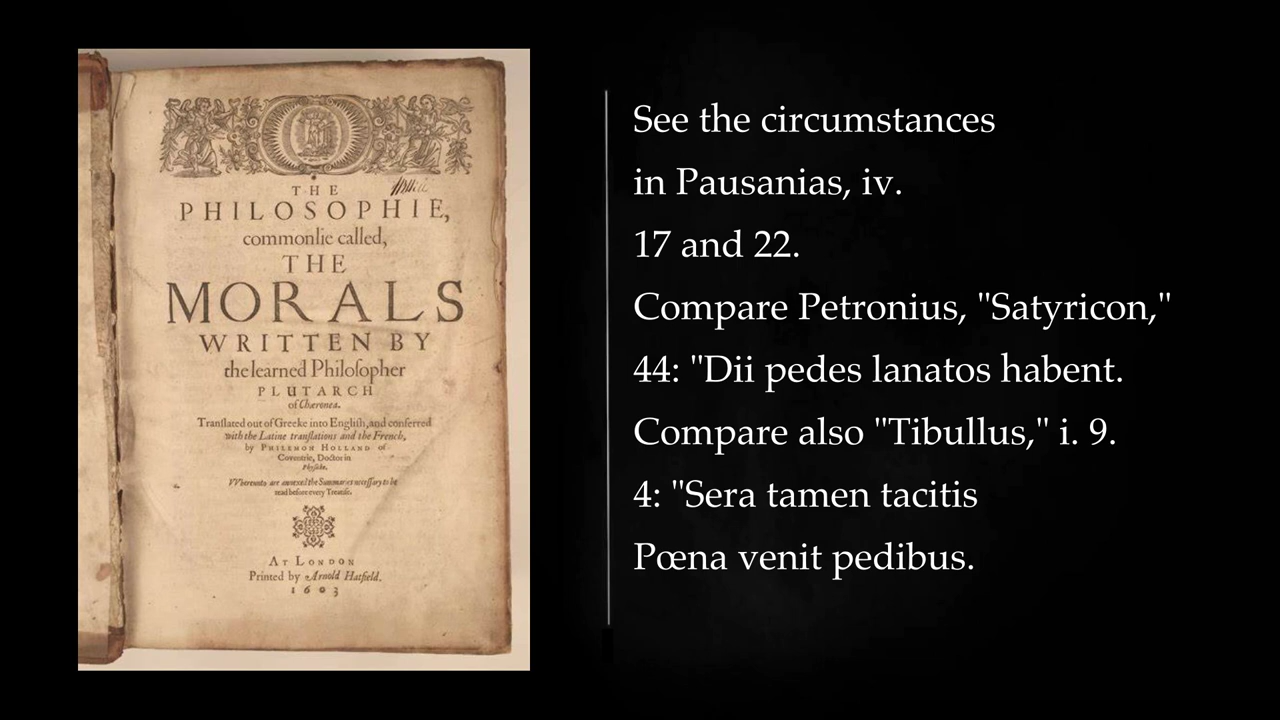 THE
PHILOSOPHIE,
commonlie called,
THE
MORALS
WRITTEN BY
the learned Philoſopher
PLUTARCH
of Chæronea.
Tranſlated out of Greeke into Engliſh, and conferred
with the Latine tranſlations and the French,
by PHILEMON HOLLAND of
Coventrie, Doctor in
Phyſicke.
VVhereunto are annexed the Summaries neceſſary to be
read before every Treatiſe.
AT LONDON
Printed by Arnold Hatfield.
1603
See the circumstances
in Pausanias, iv.
17 and 22.
Compare Petronius, "Satyricon,"
44: "Dii pedes lanatos habent.
Compare also "Tibullus," i. 9.
4: "Sera tamen tacitis
Pœna venit pedibus.